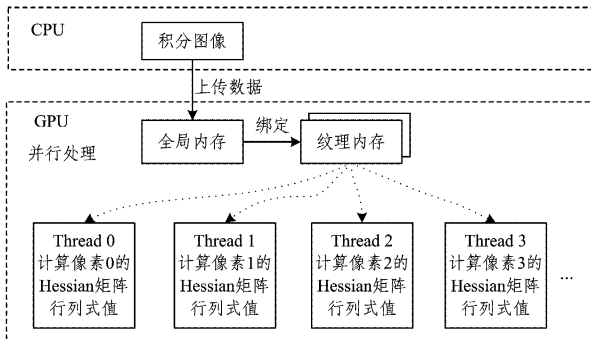 CPU
积分图像
上传数据
GPU
并行处理
全局内存
绑定
纹理内存
Thread 0
计算像素0的
Hessian矩阵
行列式值
Thread 1
计算像素1的
Hessian矩阵
行列式值
Thread 2
计算像素2的
Hessian矩阵
行列式值
Thread 3
计算像素3的
Hessian矩阵
行列式值
...